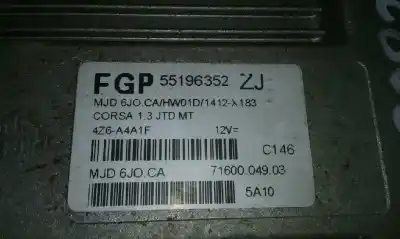 FGP 55196352 ZJ
MJD 6JO.CA/HW01D/1412-X183
CORSA 1.3 JTD MT
4Z6-A4A1F 12V=
C146
MJD 6JO.CA 71600.049.03
5A10